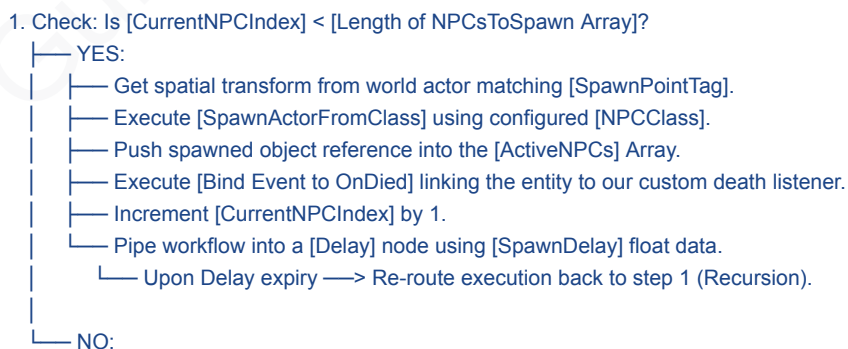 1. Check: Is [CurrentNPCIndex] < [Length of NPCsToSpawn Array]?
├── YES:
│ ├── Get spatial transform from world actor matching [SpawnPointTag].
│ ├── Execute [SpawnActorFromClass] using configured [NPCClass].
│ ├── Push spawned object reference into the [ActiveNPCs] Array.
│ ├── Execute [Bind Event to OnDied] linking the entity to our custom death listener.
│ ├── Increment [CurrentNPCIndex] by 1.
│ └── Pipe workflow into a [Delay] node using [SpawnDelay] float data.
│ └── Upon Delay expiry ──> Re-route execution back to step 1 (Recursion).
│
└── NO: